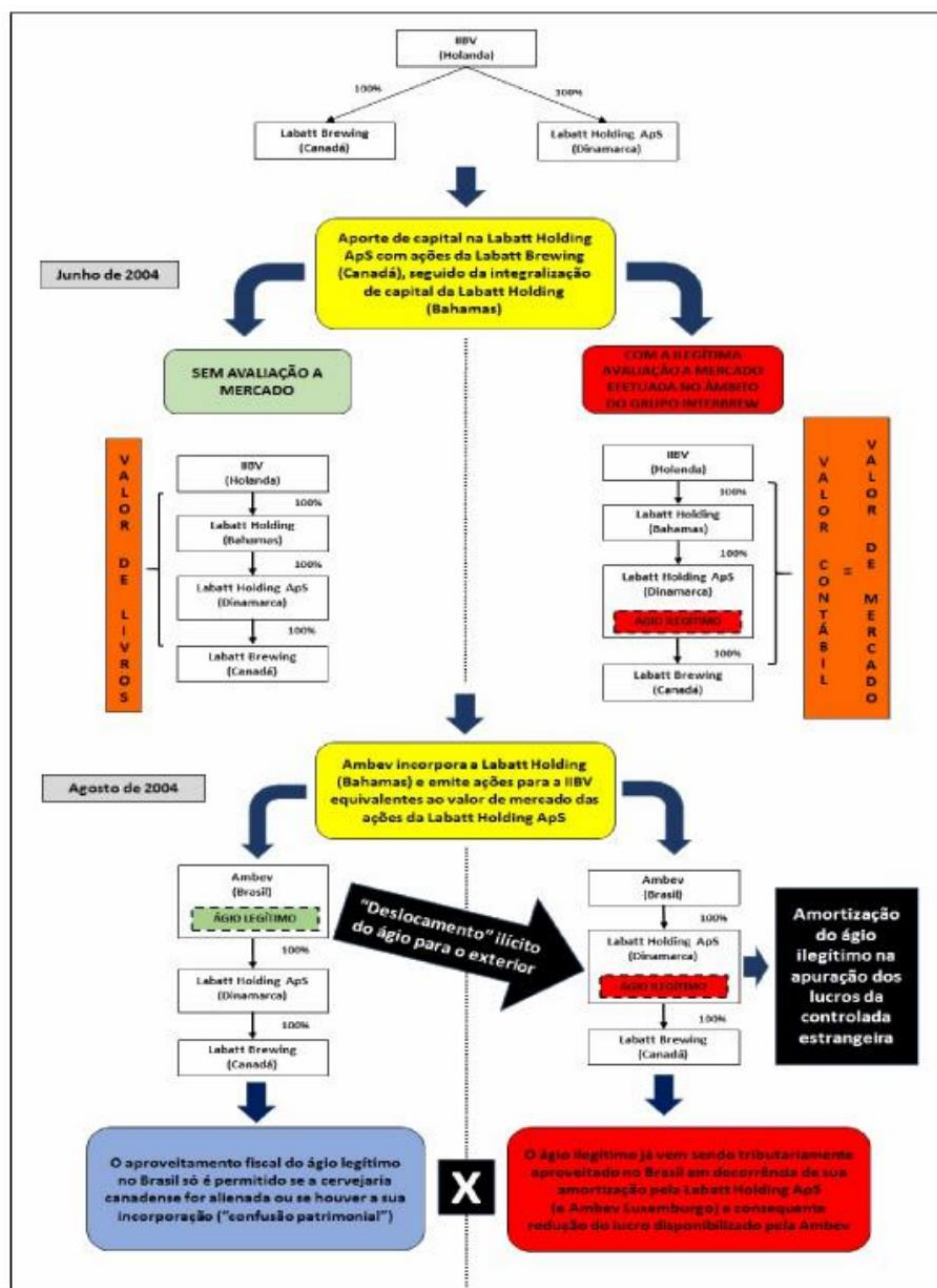 IIBV
(Holanda)
100%
100%
Labatt Brewing
(Canadá)
Labatt Holding ApS
(Dinamarca)
Junho de 2004
Aporte de capital na Labatt Holding
ApS com ações da Labatt Brewing
(Canadá), seguido da integralização
de capital da Labatt Holding
(Bahamas)
SEM AVALIAÇÃO A
MERCADO
COM A ILEGÍTIMA
AVALIAÇÃO A MERCADO
EFETUADA NO ÂMBITO
DO GRUPO INTERBREW
VALOR DE LIVROS
IIBV
(Holanda)
100%
Labatt Holding
(Bahamas)
100%
Labatt Holding ApS
(Dinamarca)
100%
Labatt Brewing
(Canadá)
IIBV
(Holanda)
100%
Labatt Holding
(Bahamas)
100%
Labatt Holding ApS
(Dinamarca)
ÁGIO ILEGÍTIMO
100%
Labatt Brewing
(Canadá)
VALOR CONTÁBIL
=
VALOR DE MERCADO
Agosto de 2004
Ambev incorpora a Labatt Holding
(Bahamas) e emite ações para a IIBV
equivalentes ao valor de mercado das
ações da Labatt Holding ApS
Ambev
(Brasil)
ÁGIO LEGÍTIMO
100%
Labatt Holding ApS
(Dinamarca)
100%
Labatt Brewing
(Canadá)
"Deslocamento" ilícito
do ágio para o exterior
Ambev
(Brasil)
100%
Labatt Holding ApS
(Dinamarca)
ÁGIO ILEGÍTIMO
100%
Labatt Brewing
(Canadá)
Amortização
do ágio
ilegítimo na
apuração dos
lucros da
controlada
estrangeira
O aproveitamento fiscal do ágio legítimo
no Brasil só é permitido se a cervejaria
canadense for alienada ou se houver a sua
incorporação ("confusão patrimonial")
X
O ágio ilegítimo já vem sendo tributariamente
aproveitado no Brasil em decorrência de sua
amortização pela Labatt Holding ApS
(e Ambev Luxemburgo) a consequente
redução do lucro disponibilizado pela Ambev